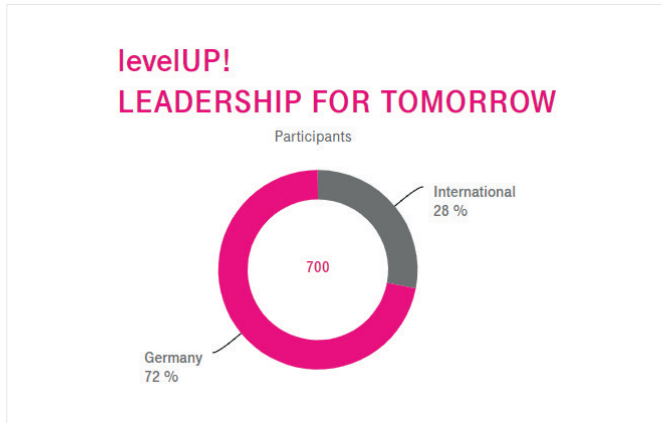 levelUP!
LEADERSHIP FOR TOMORROW
Participants
International
28 %
700
Germany
72 %